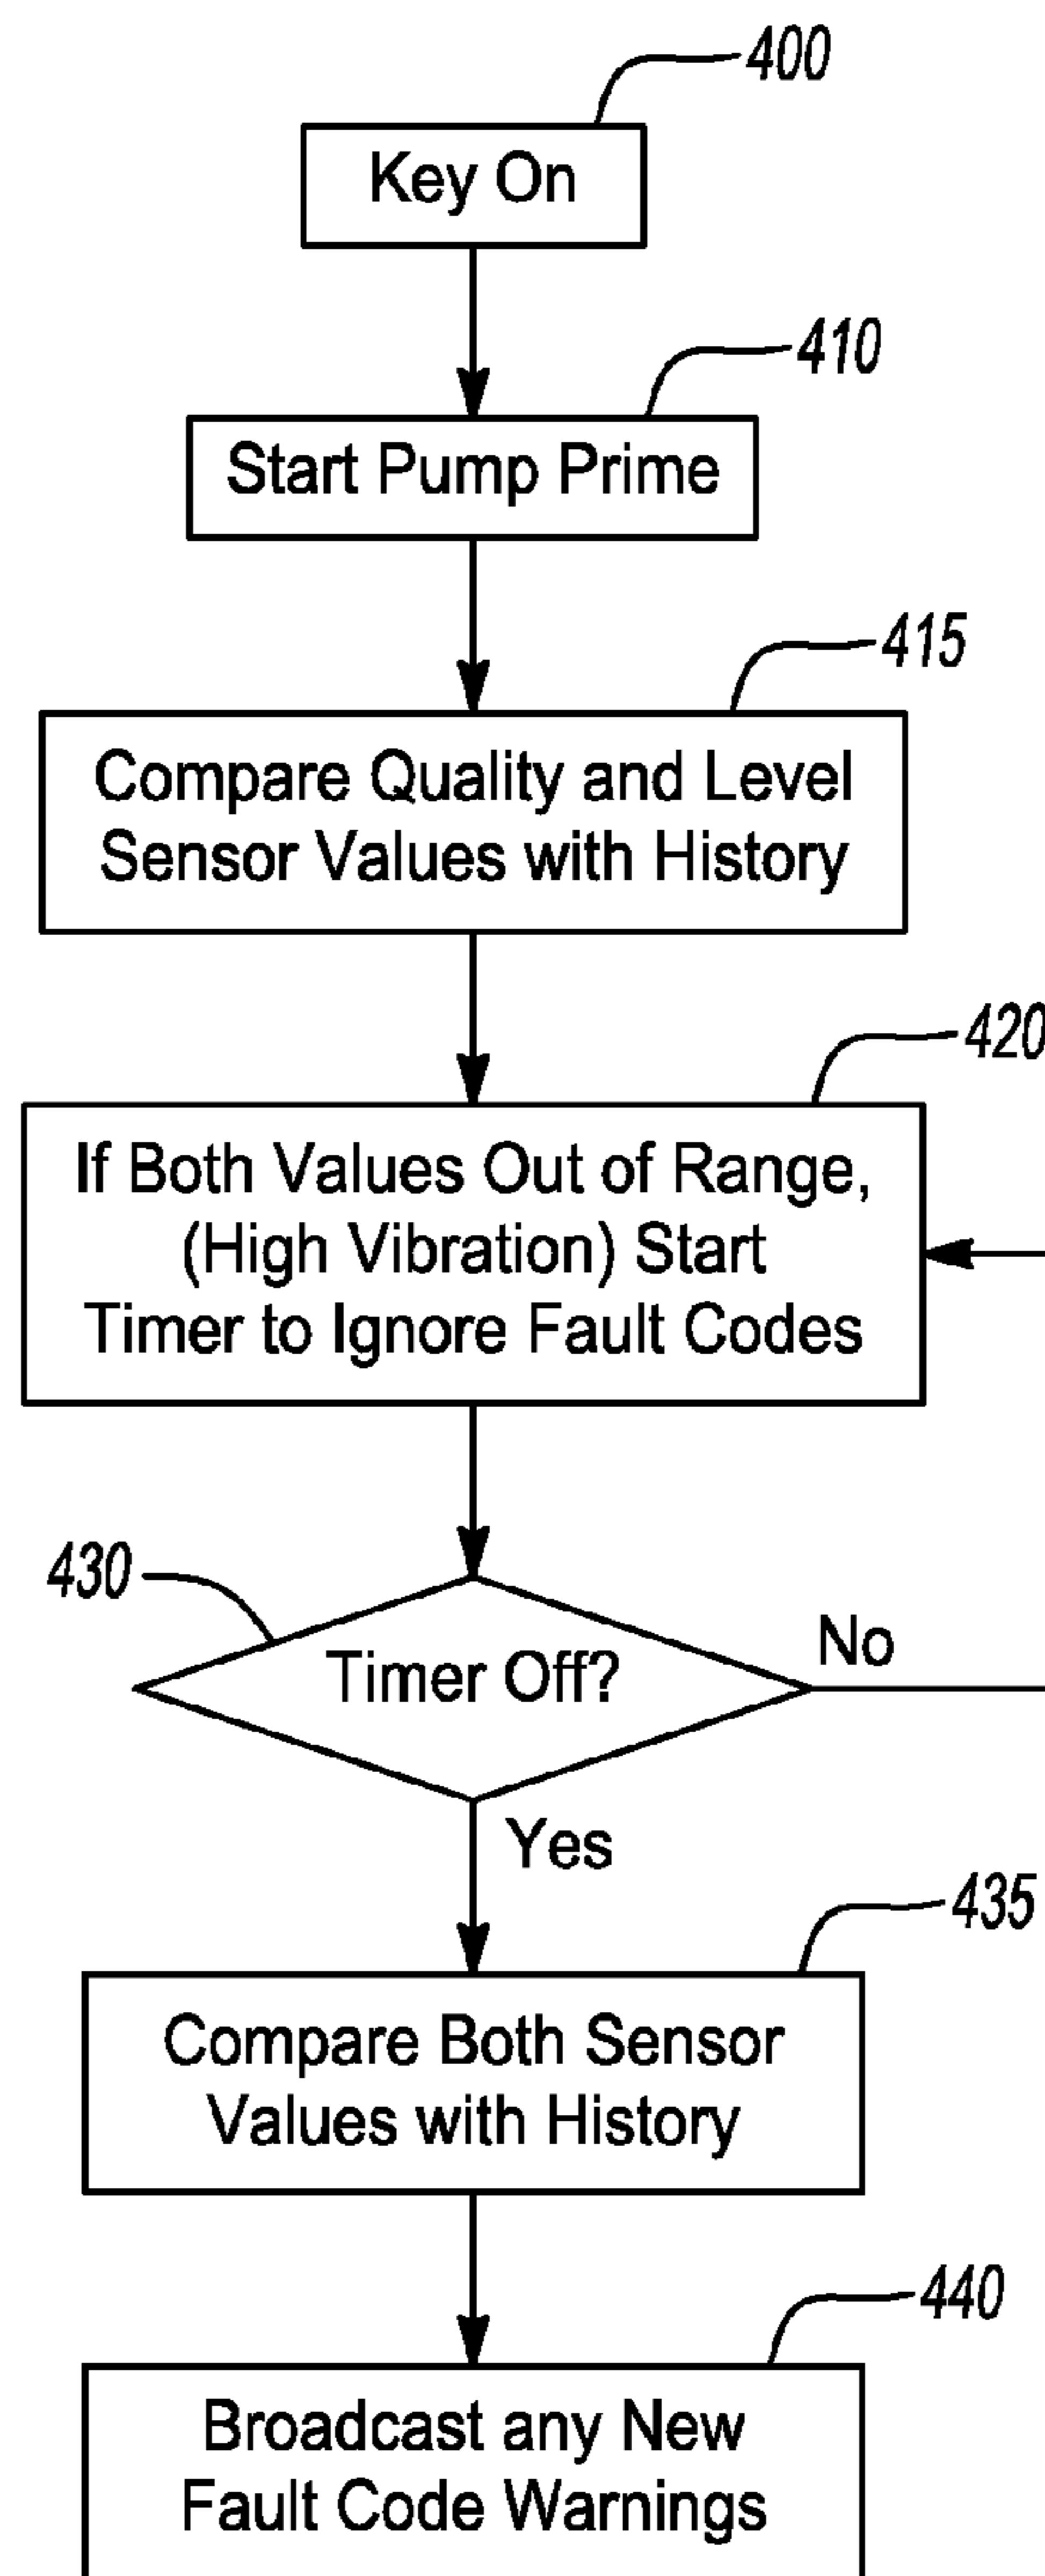 400
Key On
410
Start Pump Prime
415
Compare Quality and Level
Sensor Values with History
420
If Both Values Out of Range,
(High Vibration) Start
Timer to Ignore Fault Codes
430
Timer Off?
No
Yes
435
Compare Both Sensor
Values with History
440
Broadcast any New
Fault Code Warnings